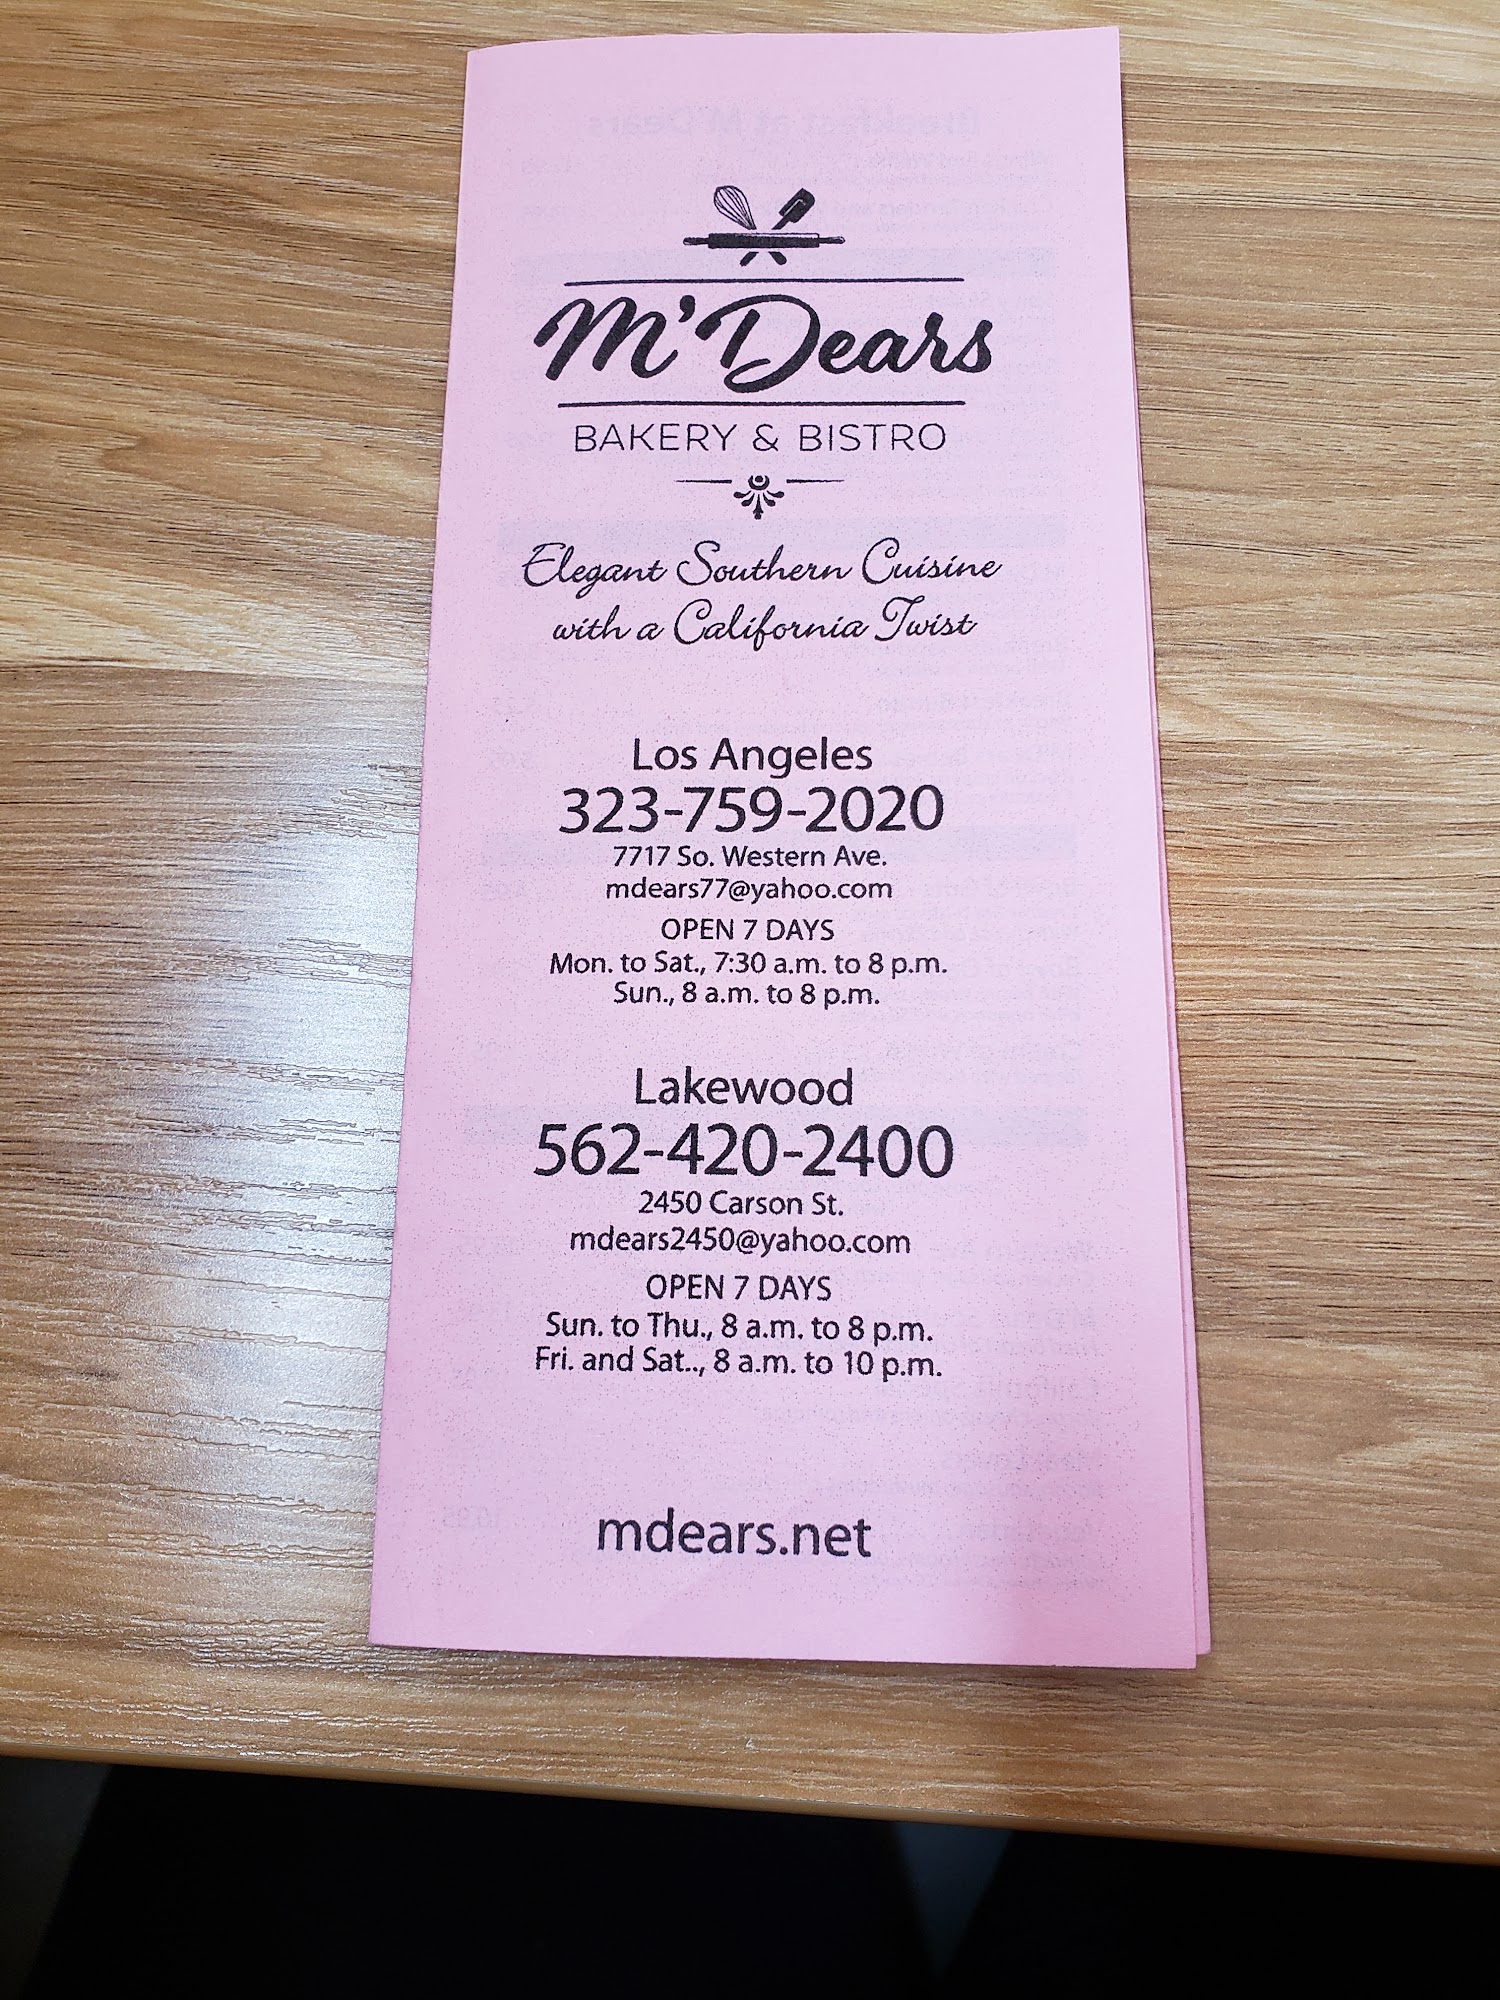 M'Dears
BAKERY & BISTRO
Elegant Southern Cuisine
with a California Twist
Los Angeles
323-759-2020
7717 So. Western Ave.
mdears77@yahoo.com
OPEN 7 DAYS
Mon. to Sat., 7:30 a.m. to 8 p.m.
Sun., 8 a.m. to 8 p.m.
Lakewood
562-420-2400
2450 Carson St.
mdears2450@yahoo.com
OPEN 7 DAYS
Sun. to Thu., 8 a.m. to 8 p.m.
Fri. and Sat.., 8 a.m. to 10 p.m.
mdears.net